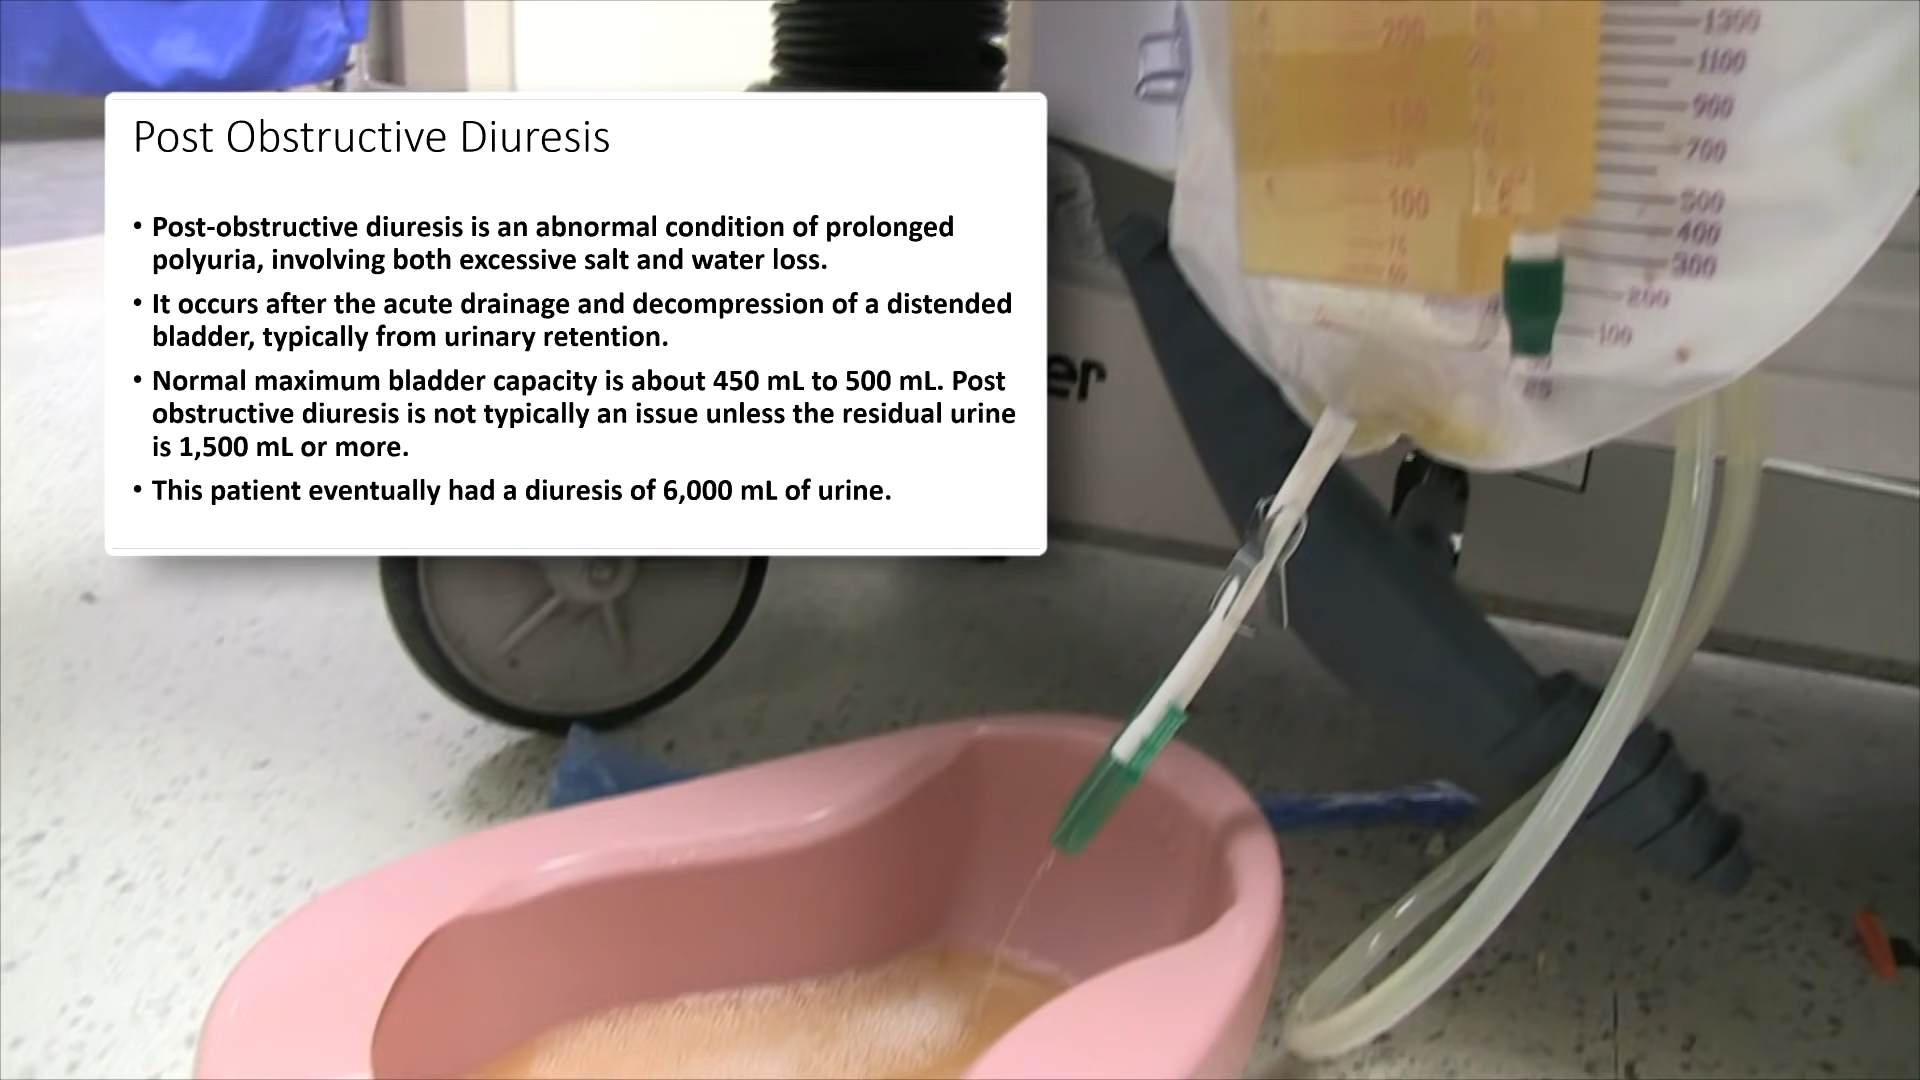 Post Obstructive Diuresis
• Post-obstructive diuresis is an abnormal condition of prolonged
polyuria, involving both excessive salt and water loss.
• It occurs after the acute drainage and decompression of a distended
bladder, typically from urinary retention.
• Normal maximum bladder capacity is about 450 mL to 500 mL. Post
obstructive diuresis is not typically an issue unless the residual urine
is 1,500 mL or more.
• This patient eventually had a diuresis of 6,000 mL of urine.
er
200
150
100
75
50
1300
1100
900
700
500
400
300
200
100